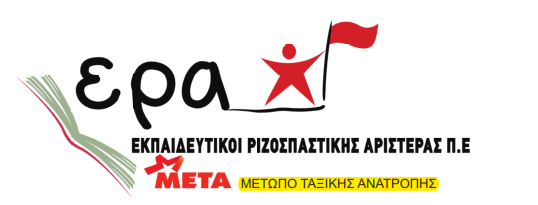 ερα
ΕΚΠΑΙΔΕΥΤΙΚΟΙ ΡΙΖΟΣΠΑΣΤΙΚΗΣ ΑΡΙΣΤΕΡΑΣ Π.Ε
ΜΕΤΑ ΜΕΤΩΠΟ ΤΑΞΙΚΗΣ ΑΝΑΤΡΟΠΗΣ